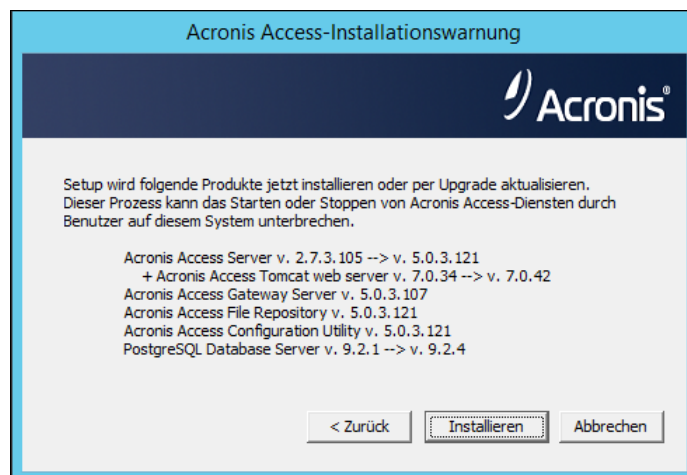 Acronis Access-Installationswarnung
Acronis®
Setup wird folgende Produkte jetzt installieren oder per Upgrade aktualisieren.
Dieser Prozess kann das Starten oder Stoppen von Acronis Access-Diensten durch
Benutzer auf diesem System unterbrechen.
Acronis Access Server v. 2.7.3.105 --> v. 5.0.3.121
+ Acronis Access Tomcat web server v. 7.0.34 --> v. 7.0.42
Acronis Access Gateway Server v. 5.0.3.107
Acronis Access File Repository v. 5.0.3.121
Acronis Access Configuration Utility v. 5.0.3.121
PostgreSQL Database Server v. 9.2.1 --> v. 9.2.4
< Zurück Installieren Abbrechen